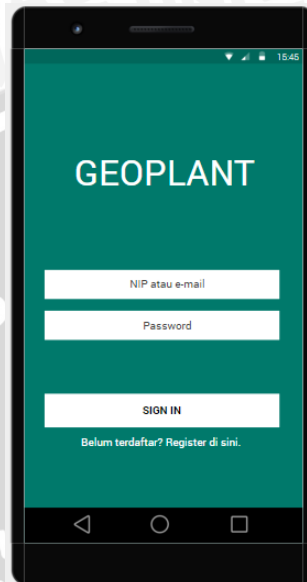 15:45
GEOPLANT
NIP atau e-mail
Password
SIGN IN
Belum terdaftar? Register di sini.